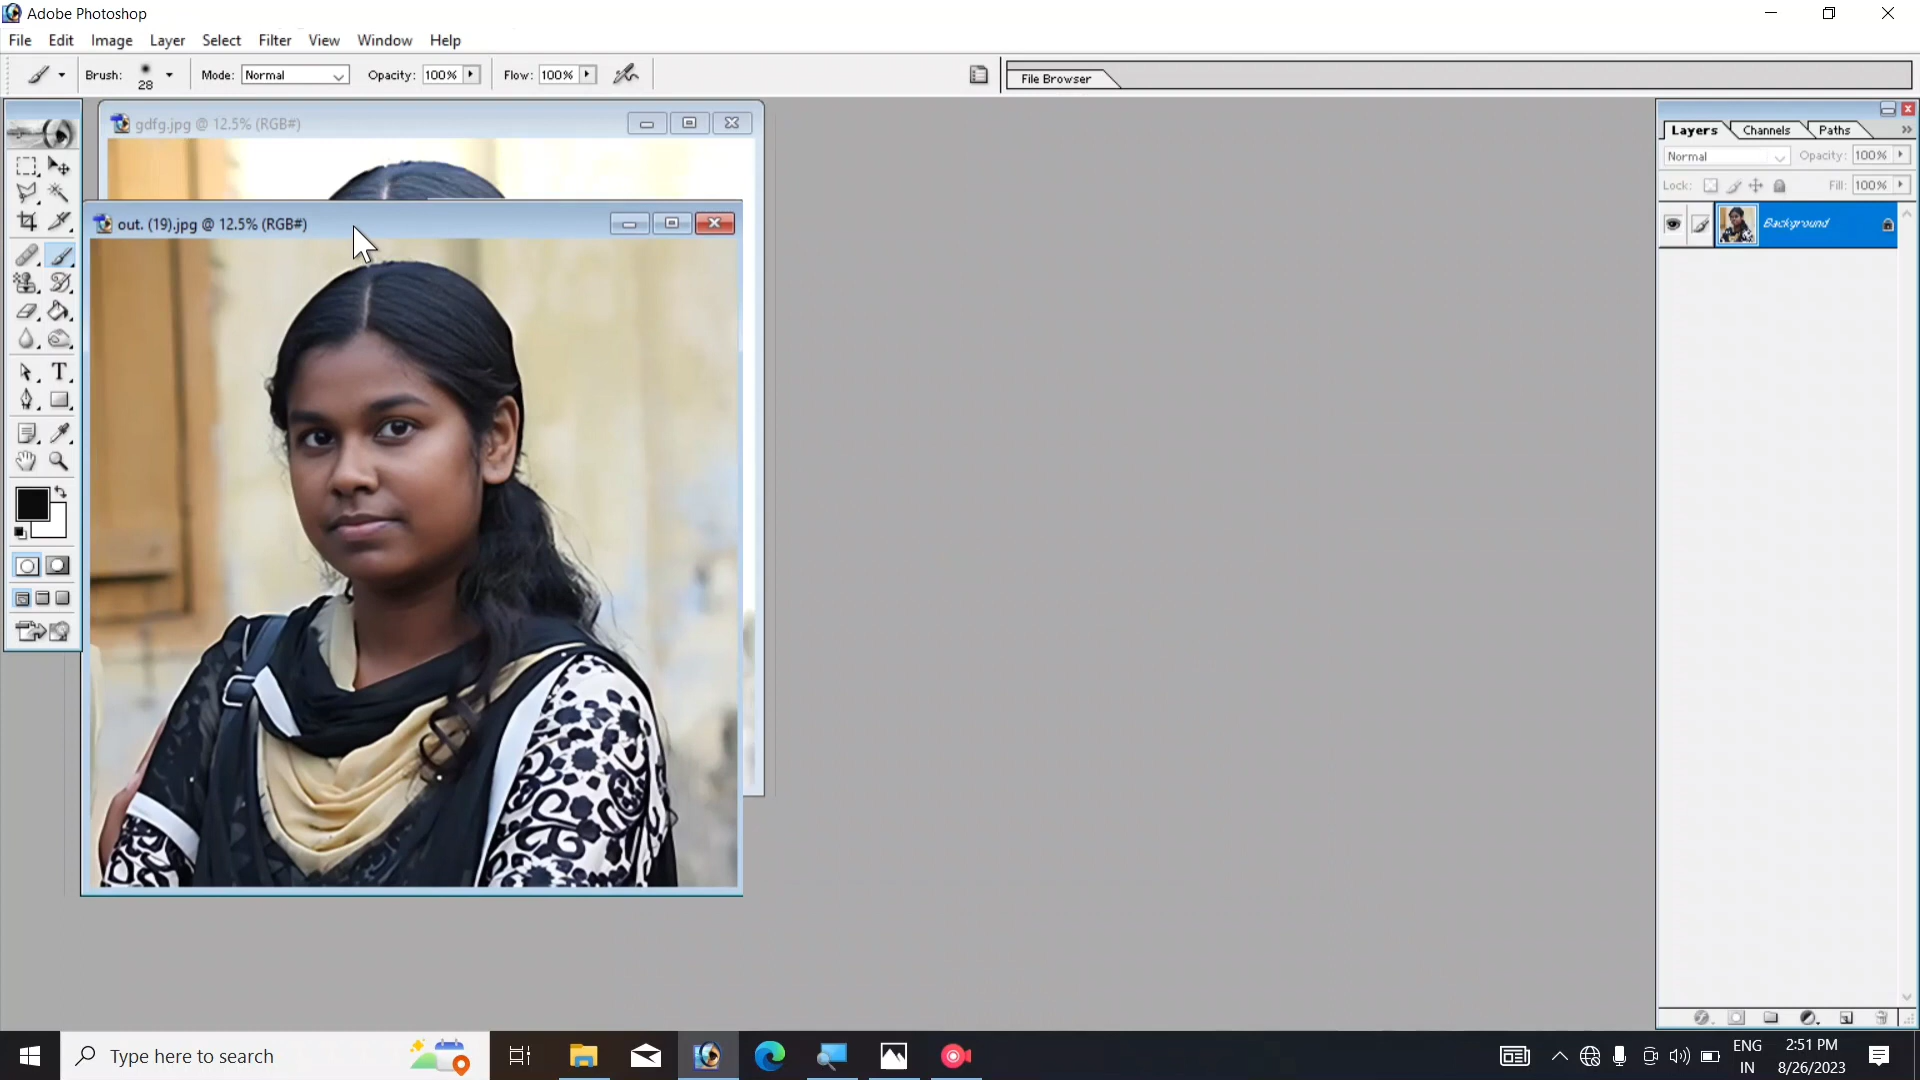 Adobe Photoshop
File Edit Image Layer Select Filter View Window Help
Brush: 28 Mode: Normal Opacity: 100% Flow: 100% File Browser
gdfg.jpg @ 12.5% (RGB#)
out. (19).jpg @ 12.5% (RGB#)
Layers Channels Paths
Normal Opacity: 100%
Lock: Fill: 100%
Background
T
Type here to search
ENG
IN
2:51 PM
8/26/2023